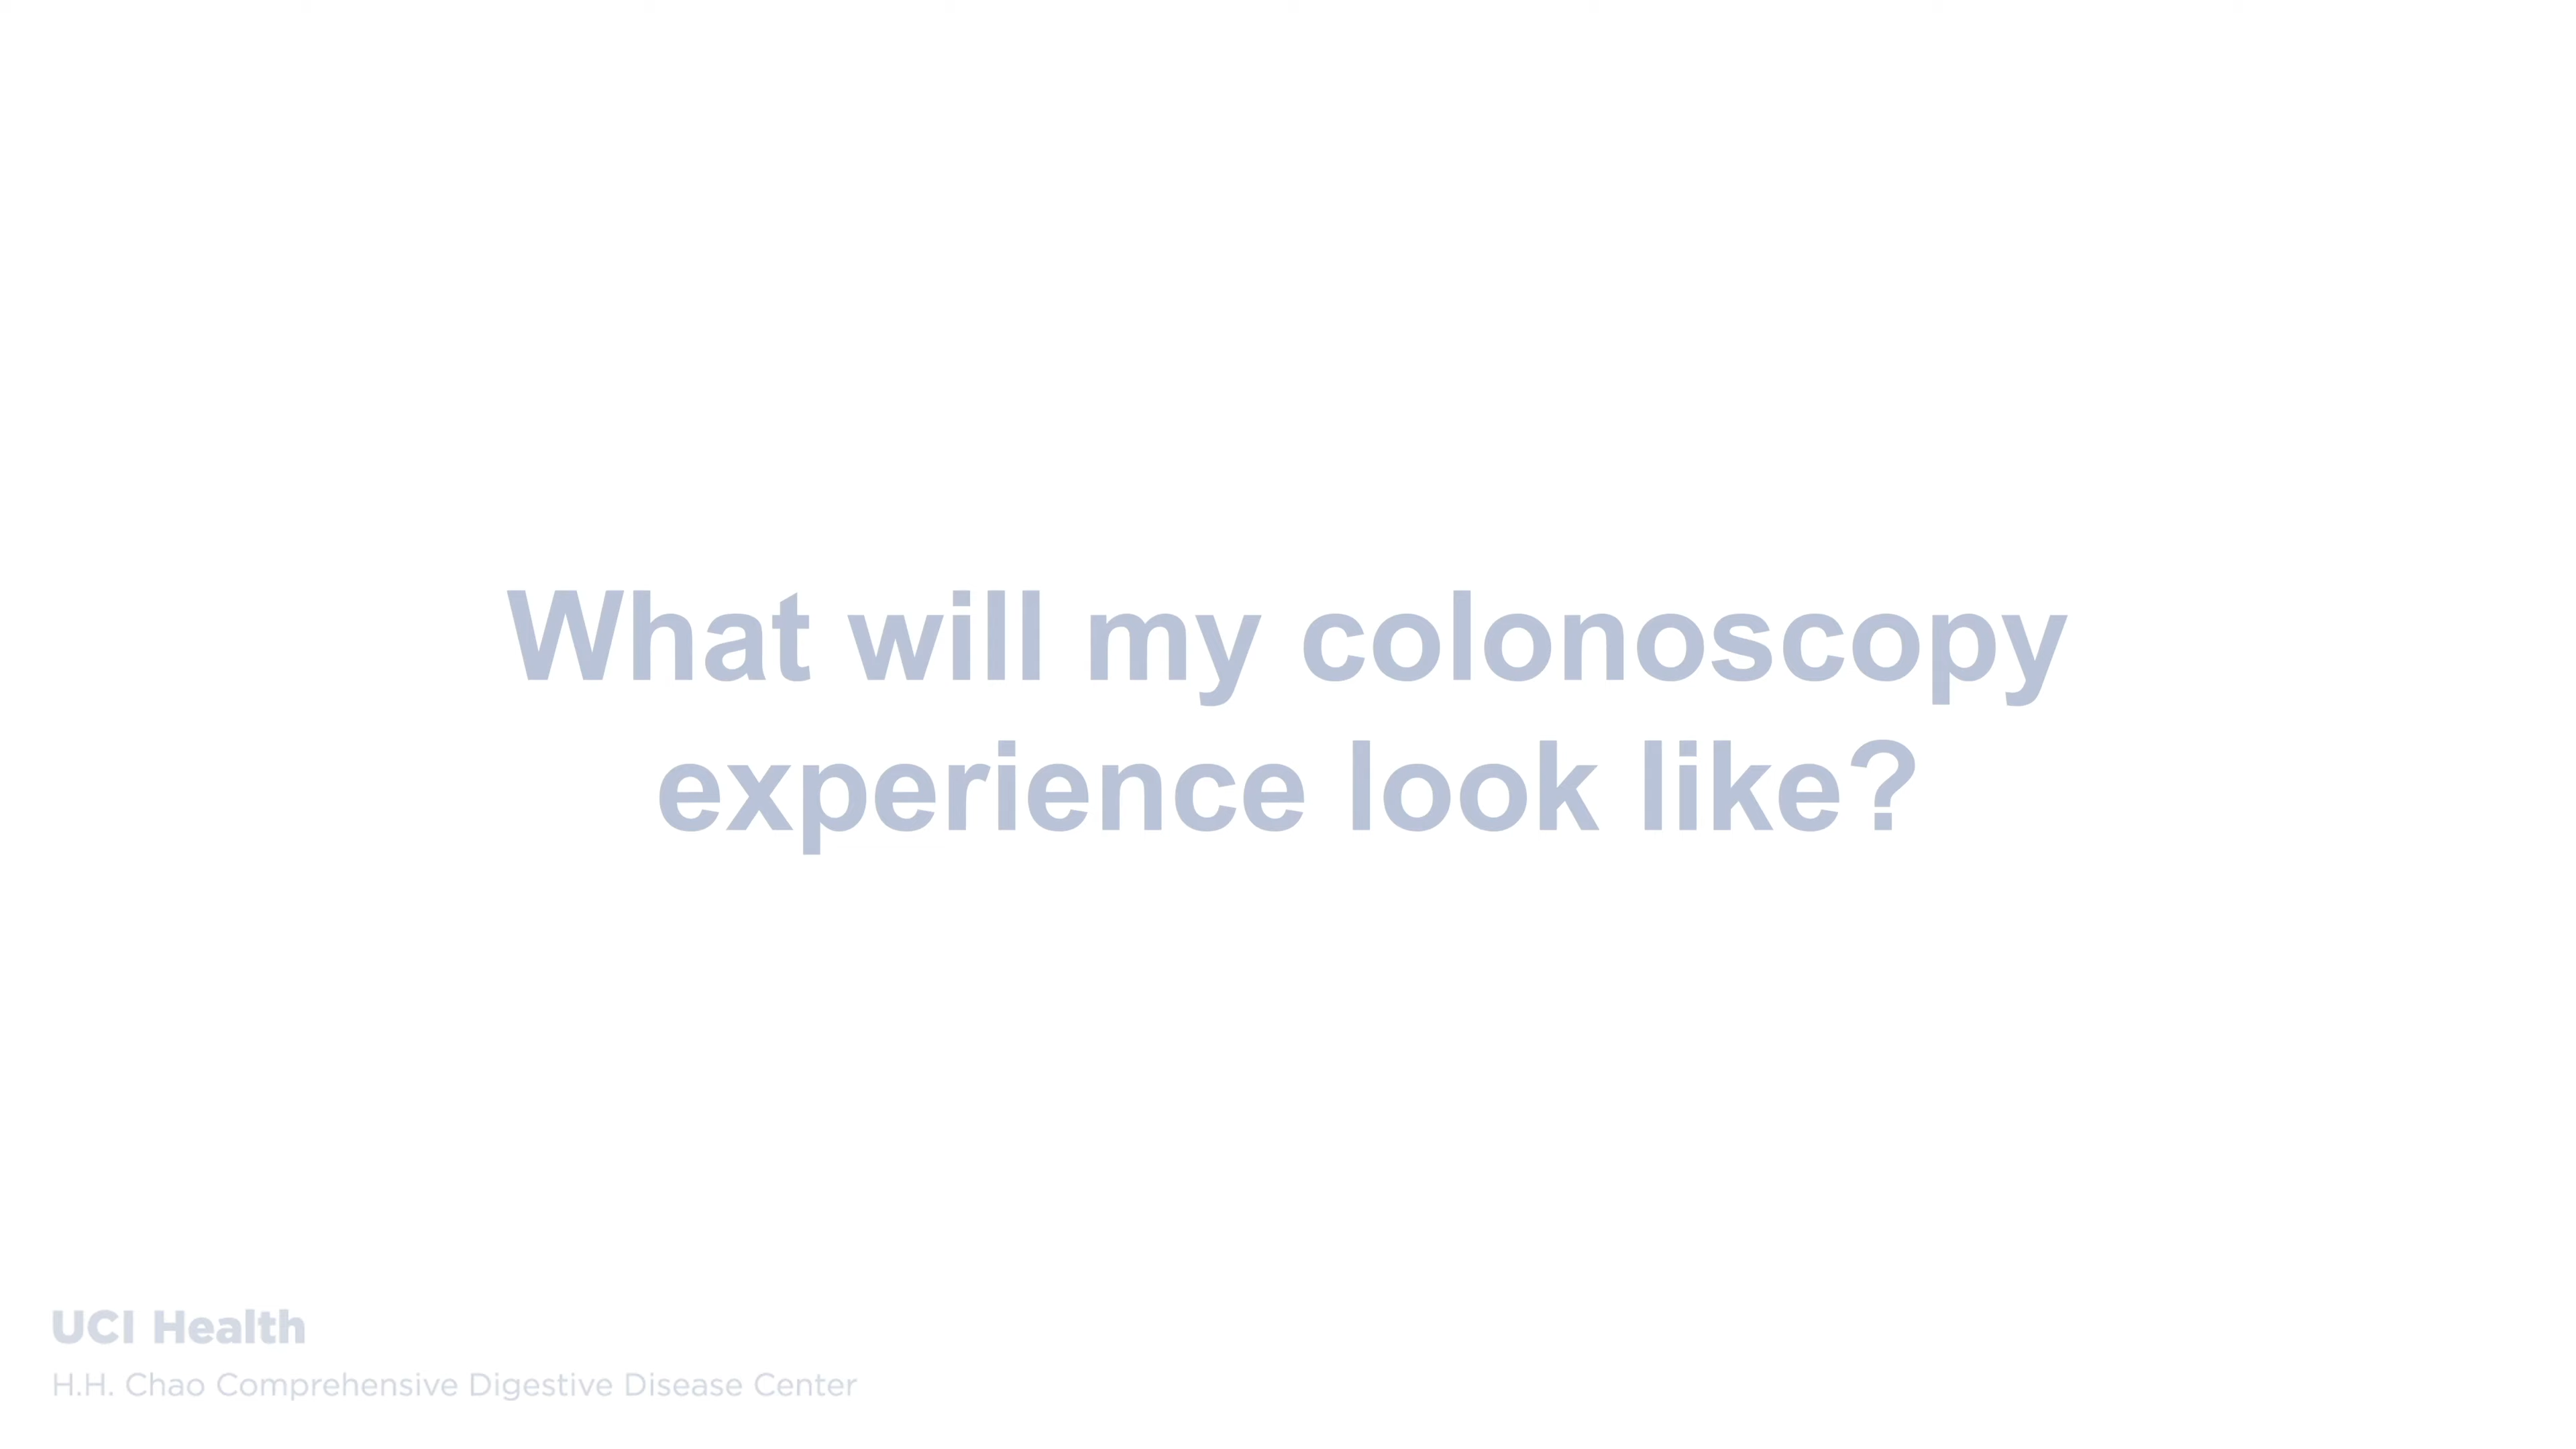 What will my colonoscopy
experience look like?
UCI Health
H.H. Chao Comprehensive Digestive Disease Center